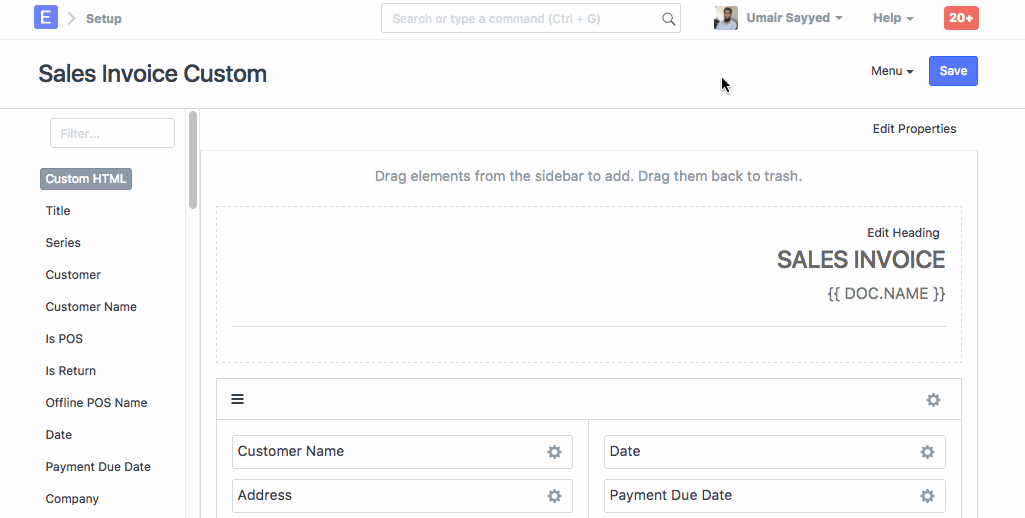 E Setup Search or type a command (Ctrl + G) Umair Sayyed Help 20+
Sales Invoice Custom Menu Save
Filter...
Edit Properties
Custom HTML
Title
Series
Customer
Customer Name
Is POS
Is Return
Offline POS Name
Date
Payment Due Date
Company
Drag elements from the sidebar to add. Drag them back to trash.
Edit Heading
SALES INVOICE
{{ DOC.NAME }}
Customer Name
Address
Date
Payment Due Date